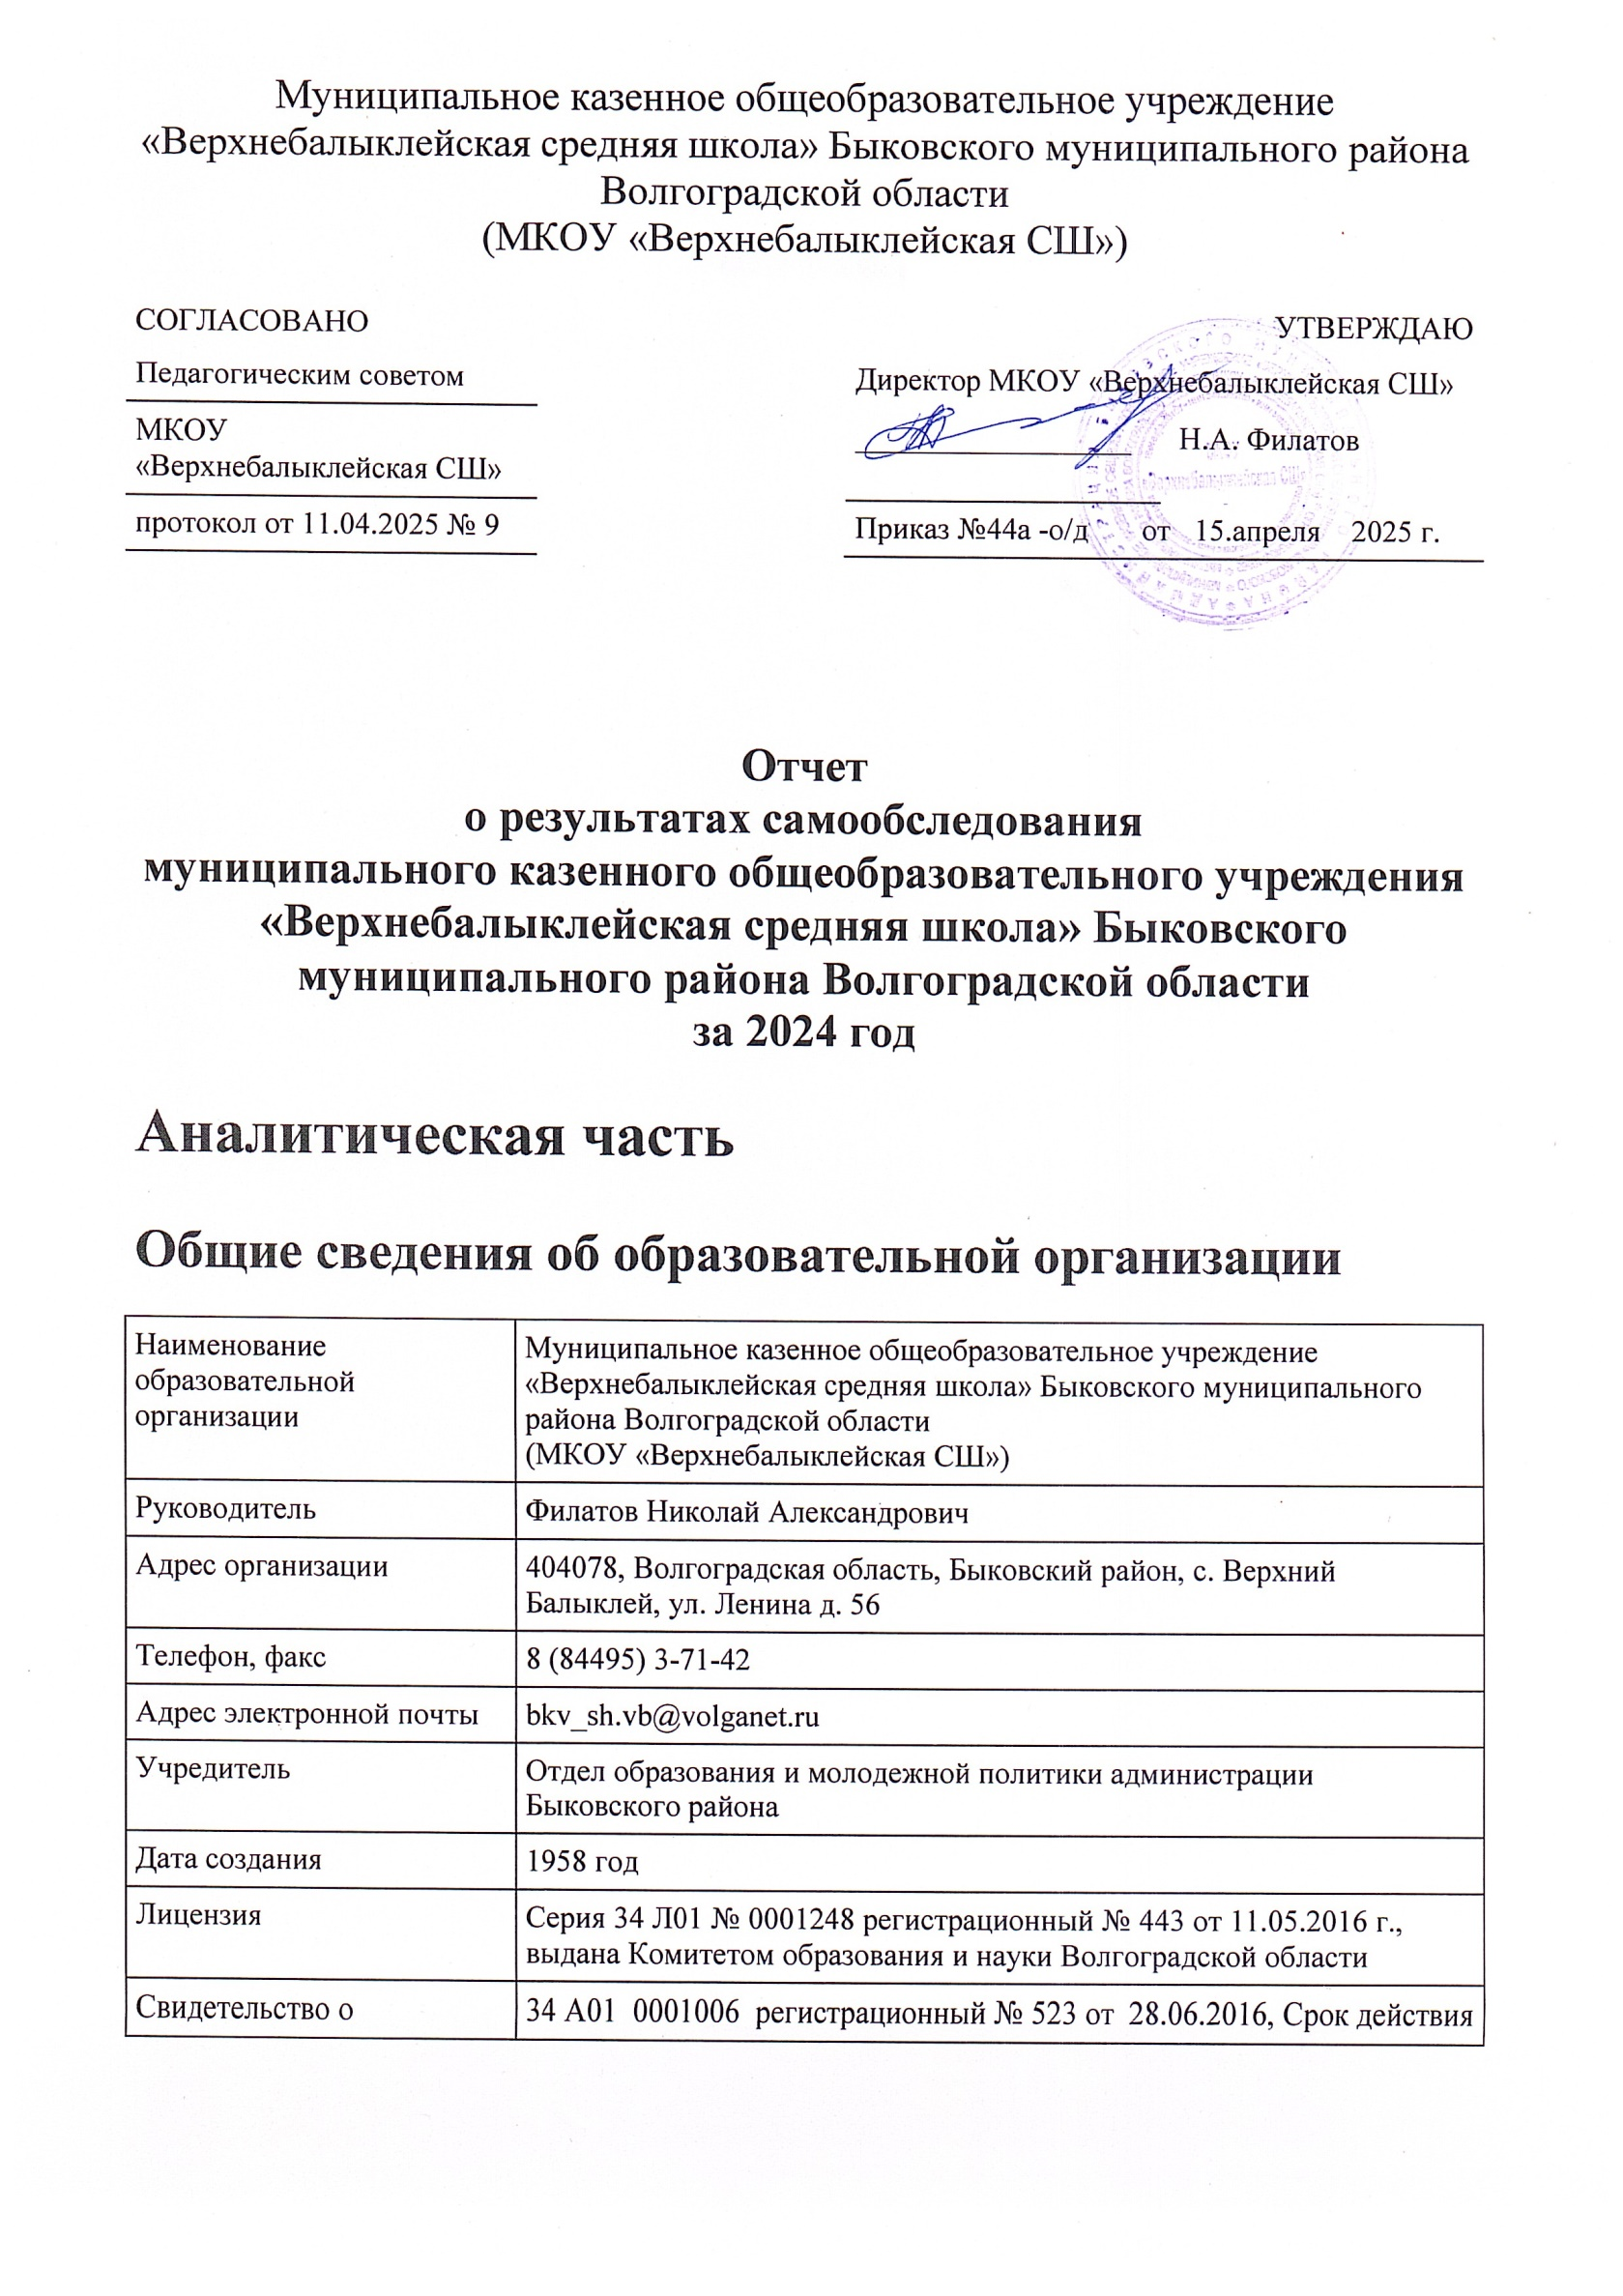 Муниципальное казенное общеобразовательное учреждение
«Верхнебалыклейская средняя школа» Быковского муниципального района
Волгоградской области
(МКОУ «Верхнебалыклейская СШ»)
СОГЛАСОВАНО
Педагогическим советом
МКОУ
«Верхнебалыклейская СШ»
протокол от 11.04.2025 № 9
УТВЕРЖДАЮ
Директор МКОУ «Верхнебалыклейская СШ»
Н.А. Филатов
Приказ №44а -о/д от 15.апреля 2025 г.
Отчет
о результатах самообследования
муниципального казенного общеобразовательного учреждения
«Верхнебалыклейская средняя школа» Быковского
муниципального района Волгоградской области
за 2024 год
Аналитическая часть
Общие сведения об образовательной организации
Наименование
образовательной
организации
Муниципальное казенное общеобразовательное учреждение
«Верхнебалыклейская средняя школа» Быковского муниципального
района Волгоградской области
(МКОУ «Верхнебалыклейская СШ»)
Руководитель
Филатов Николай Александрович
Адрес организации
404078, Волгоградская область, Быковский район, с. Верхний
Балыклей, ул. Ленина д. 56
Телефон, факс
8 (84495) 3-71-42
Адрес электронной почты
bkv_sh.vb@volganet.ru
Учредитель
Отдел образования и молодежной политики администрации
Быковского района
Дата создания
1958 год
Лицензия
Серия 34 Л01 № 0001248 регистрационный № 443 от 11.05.2016 г.,
выдана Комитетом образования и науки Волгоградской области
Свидетельство о
34 А01 0001006 регистрационный № 523 от 28.06.2016, Срок действия